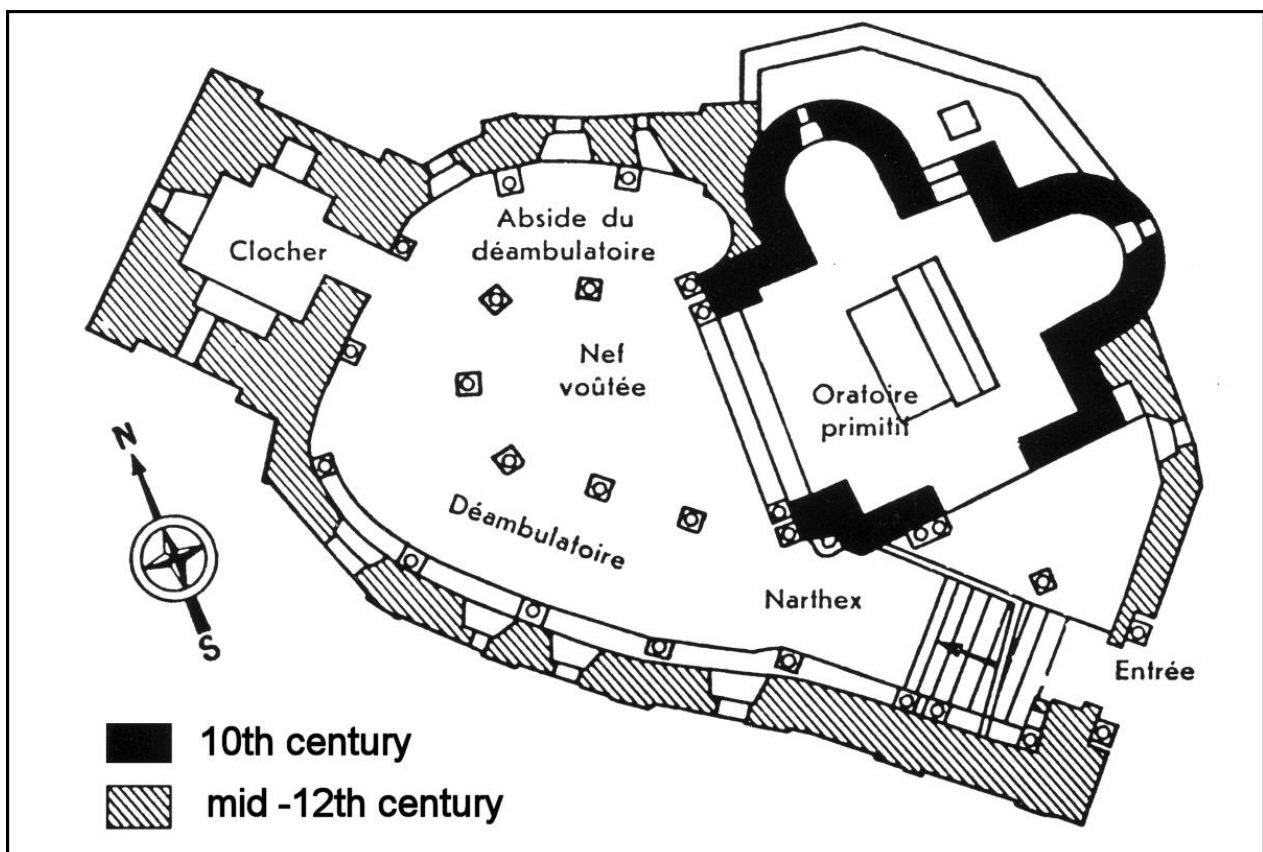 Clocher
Abside du
déambulatoire
Nef
voûtée
Oratoire
primitif
Déambulatoire
Narthex
Entrée
N
S
10th century
mid -12th century